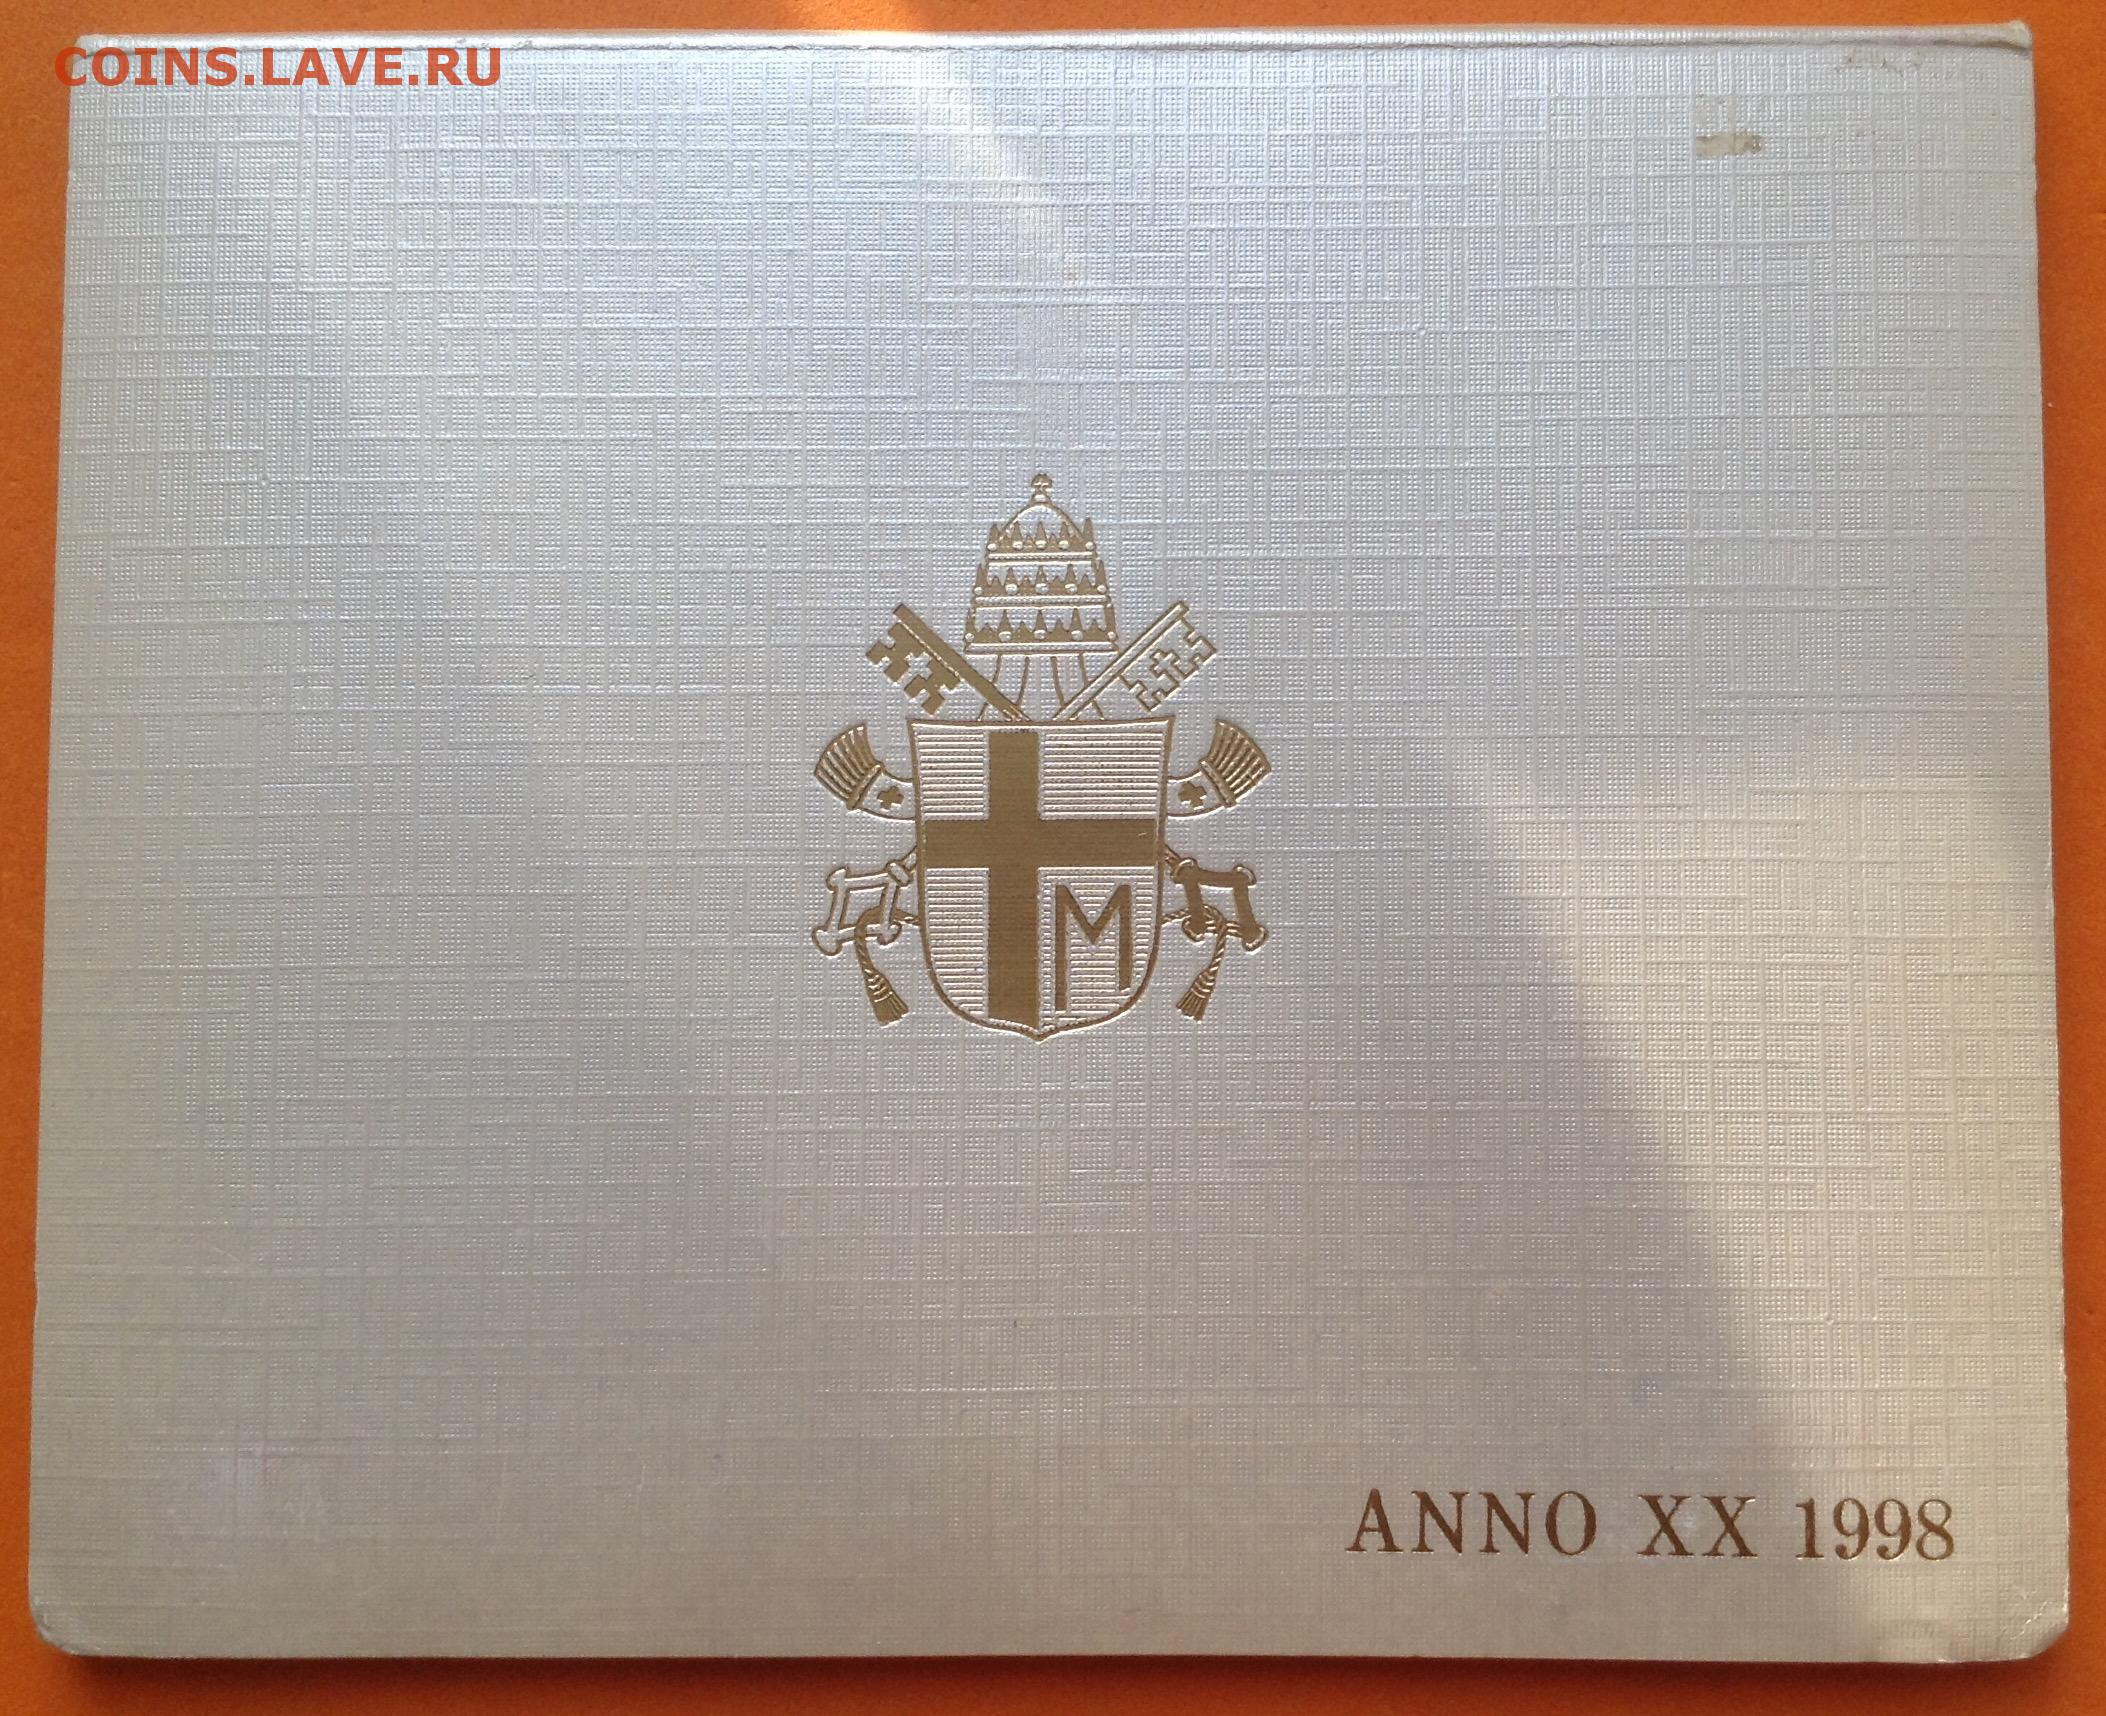 COINS.LAVE.RU
M
ANNO XX 1998